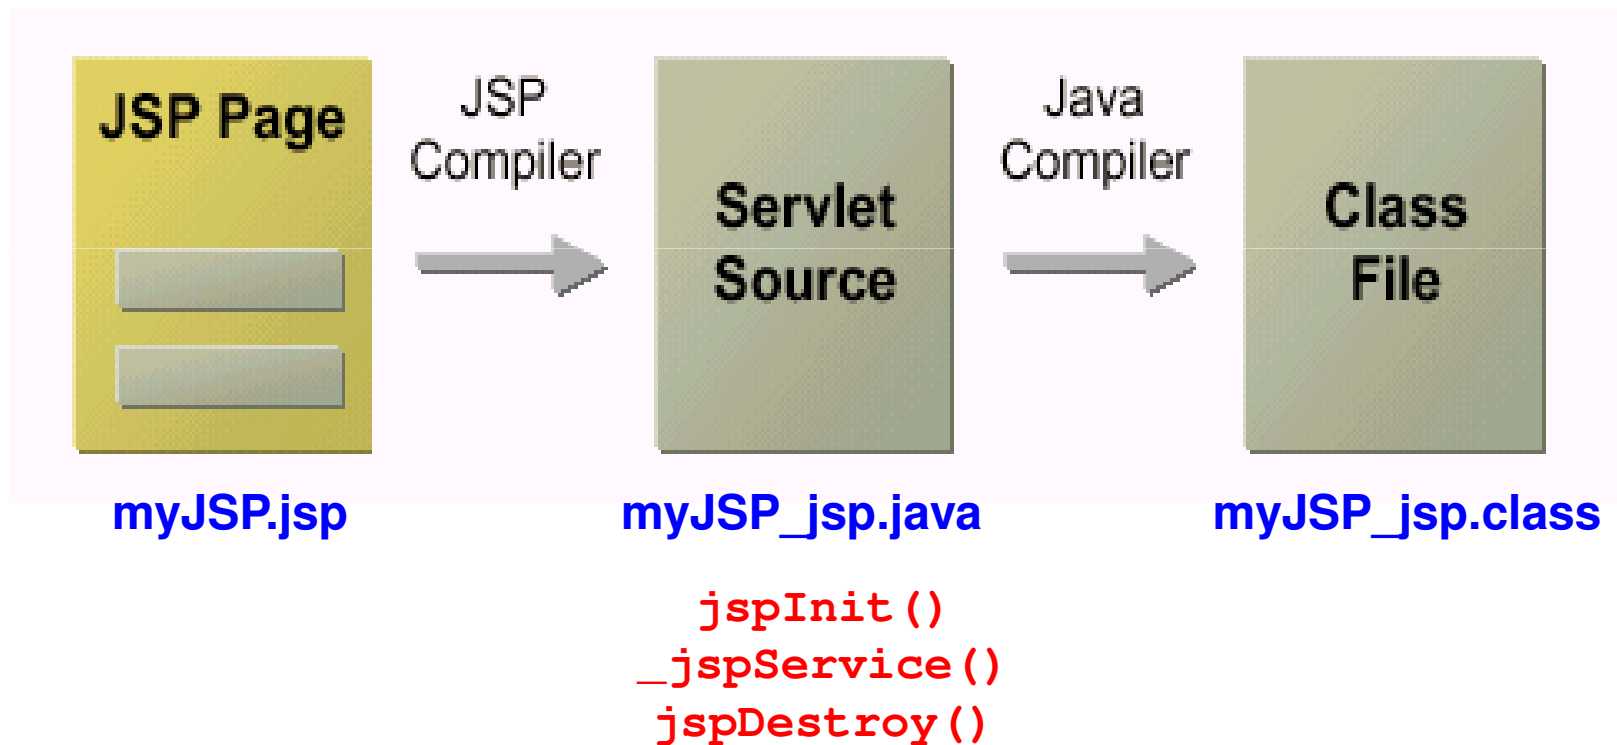 JSP Page
JSP
Compiler
Servlet
Source
Java
Compiler
Class
File
myJSP.jsp
myJSP_jsp.java
myJSP_jsp.class
jspInit()
_jspService()
jspDestroy()